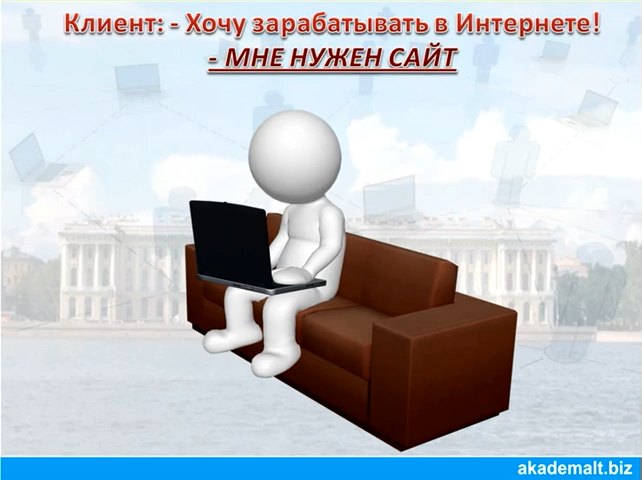 Клиент: - Хочу зарабатывать в Интернете!
- МНЕ НУЖЕН САЙТ
akademalt.biz